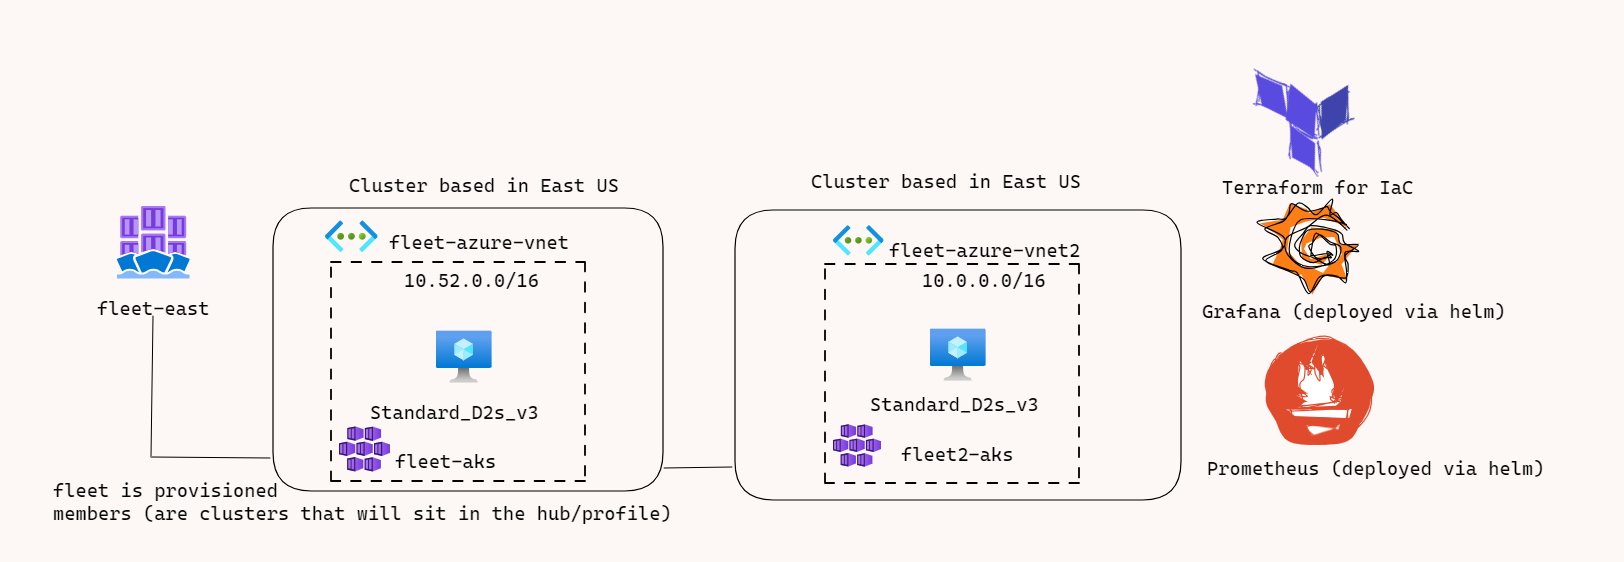 Cluster based in East US
fleet-azure-vnet
10.52.0.0/16
Standard_D2s_v3
fleet-aks
fleet-east
fleet is provisioned
members (are clusters that will sit in the hub/profile)
Cluster based in East US
fleet-azure-vnet2
10.0.0.0/16
Standard_D2s_v3
fleet2-aks
Terraform for IaC
Grafana (deployed via helm)
Prometheus (deployed via helm)